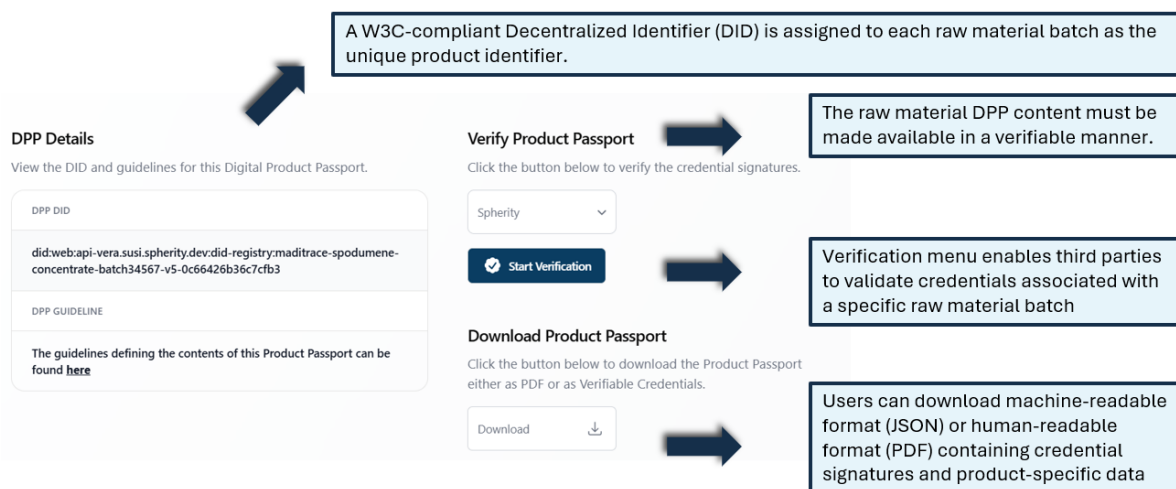 A W3C-compliant Decentralized Identifier (DID) is assigned to each raw material batch as the
unique product identifier.
DPP Details
View the DID and guidelines for this Digital Product Passport.
DPP DID
did:web:api-vera.susi.spherity.dev:did-registry:maditrace-spodumene-
concentrate-batch34567-v5-0c66426b36c7cfb3
DPP GUIDELINE
The guidelines defining the contents of this Product Passport can be
found here
Verify Product Passport
Click the button below to verify the credential signatures.
Spherity
Start Verification
Download Product Passport
Click the button below to download the Product Passport
either as PDF or as Verifiable Credentials.
Download
The raw material DPP content must be
made available in a verifiable manner.
Verification menu enables third parties
to validate credentials associated with
a specific raw material batch
Users can download machine-readable
format (JSON) or human-readable
format (PDF) containing credential
signatures and product-specific data